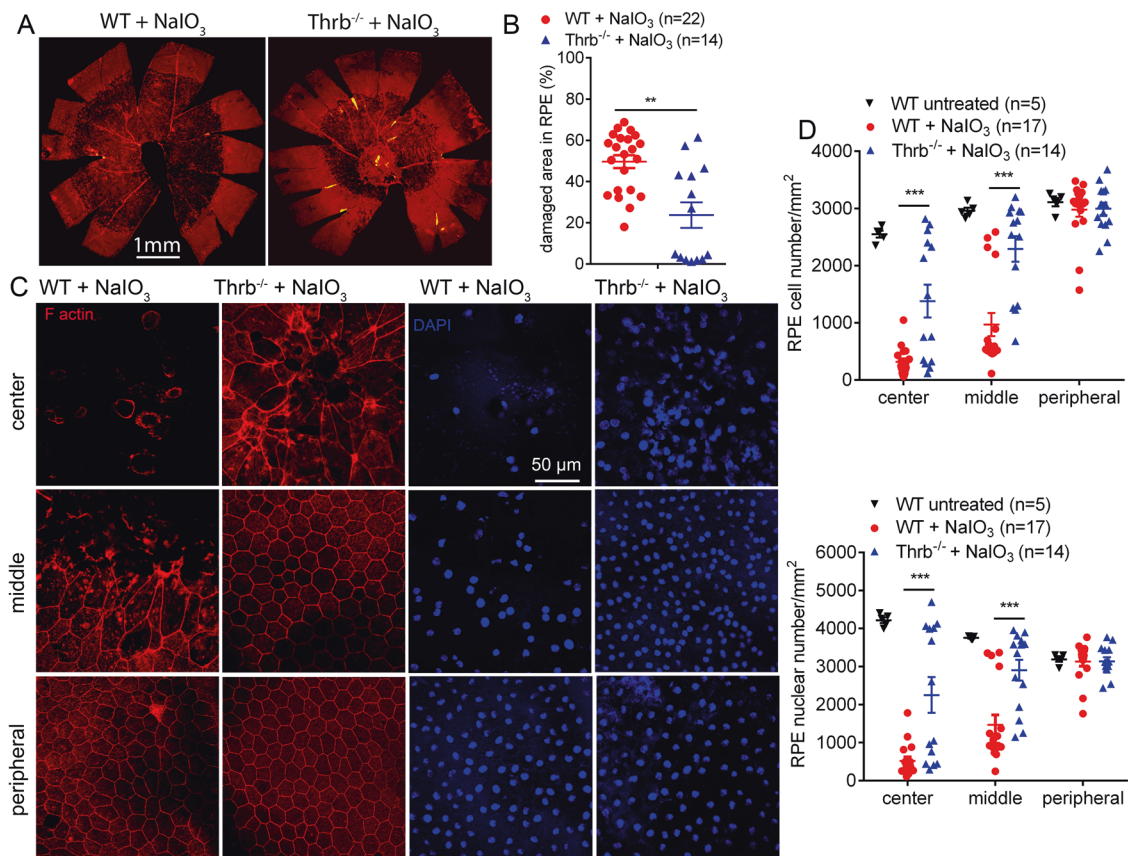 A
WT + NaIO₃
Thrb⁻/⁻ + NaIO₃
1mm
B
WT + NaIO₃ (n=22)
Thrb⁻/⁻ + NaIO₃ (n=14)
damaged area in RPE (%)
100
80
60
40
20
0
**
C
WT + NaIO₃
Thrb⁻/⁻ + NaIO₃
WT + NaIO₃
Thrb⁻/⁻ + NaIO₃
F actin
DAPI
center
50 µm
middle
peripheral
D
WT untreated (n=5)
WT + NaIO₃ (n=17)
Thrb⁻/⁻ + NaIO₃ (n=14)
RPE cell number/mm²
4000
3000
2000
1000
0
***
***
center
middle
peripheral
WT untreated (n=5)
WT + NaIO₃ (n=17)
Thrb⁻/⁻ + NaIO₃ (n=14)
RPE nuclear number/mm²
6000
5000
4000
3000
2000
1000
0
***
***
center
middle
peripheral